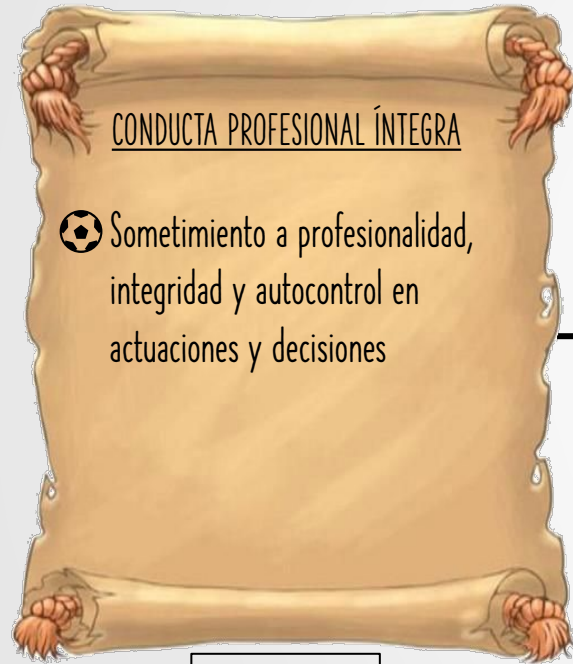 CONDUCTA PROFESIONAL ÍNTEGRA
Sometimiento a profesionalidad,
integridad y autocontrol en
actuaciones y decisiones